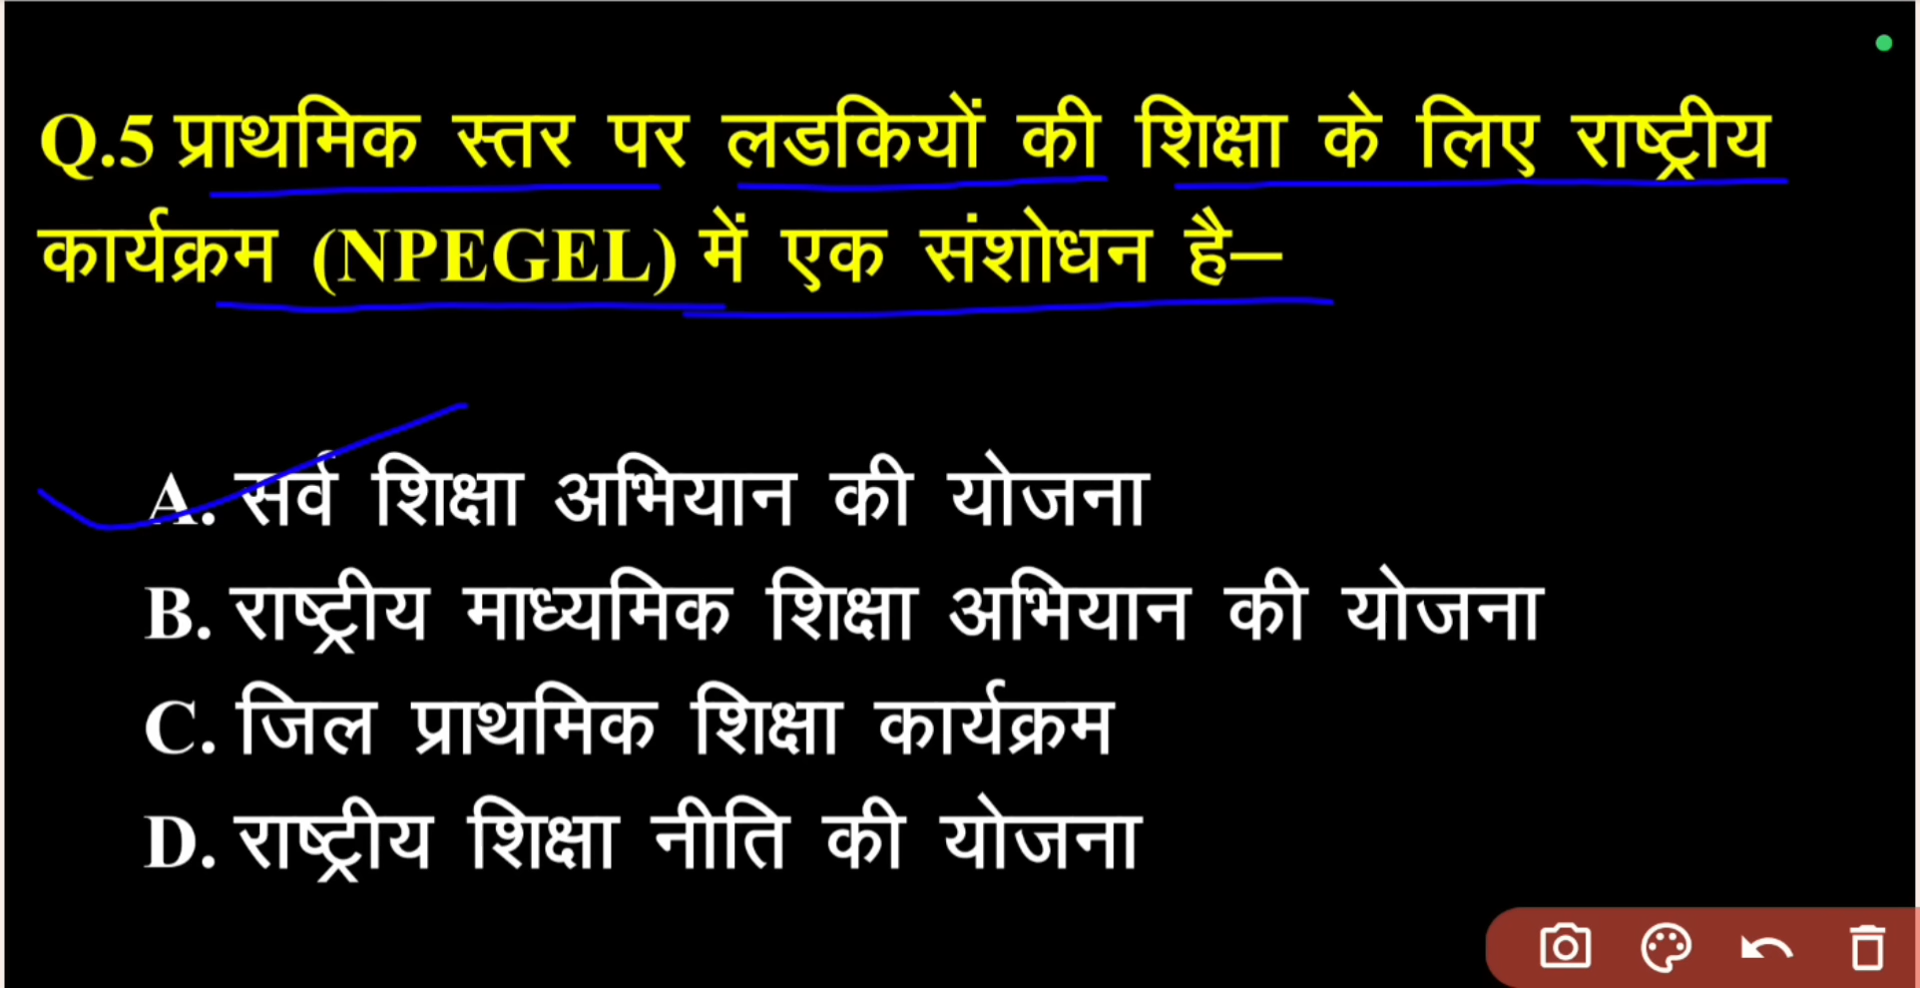 Q.5 प्राथमिक स्तर पर लडकियों की शिक्षा के लिए राष्ट्रीय
कार्यक्रम (NPEGEL) में एक संशोधन है–
A. सर्व शिक्षा अभियान की योजना
B. राष्ट्रीय माध्यमिक शिक्षा अभियान की योजना
C. जिल प्राथमिक शिक्षा कार्यक्रम
D. राष्ट्रीय शिक्षा नीति की योजना